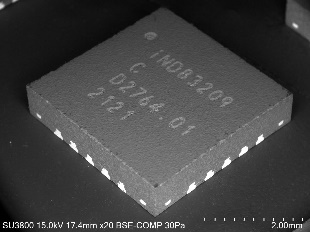 iND83209
C
D2764.01
2121
SU3800 15.0kV 17.4mm x20 BSE-COMP 30Pa
2.00mm